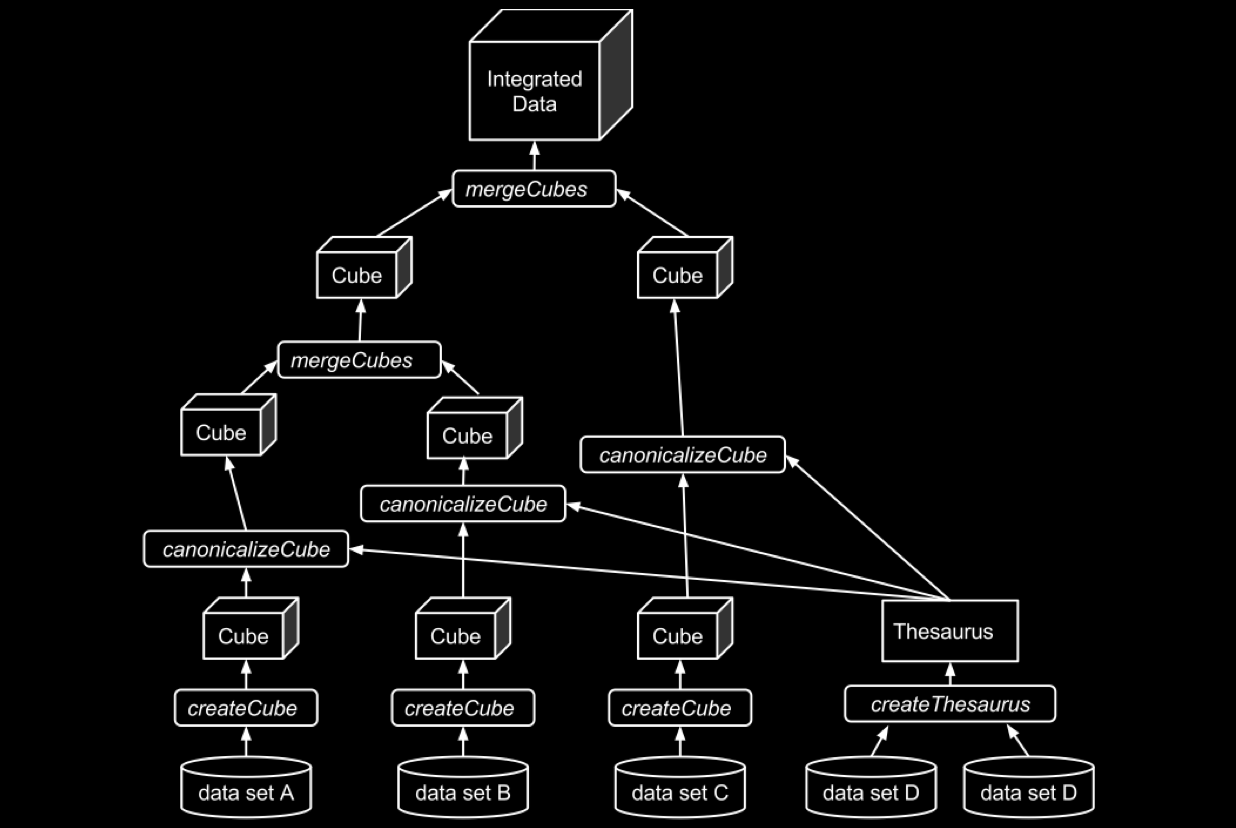 Integrated
Data
mergeCubes
Cube
Cube
mergeCubes
Cube
Cube
canonicalizeCube
canonicalizeCube
canonicalizeCube
Cube
Cube
Cube
Thesaurus
createCube
createCube
createCube
createThesaurus
data set A
data set B
data set C
data set D
data set D